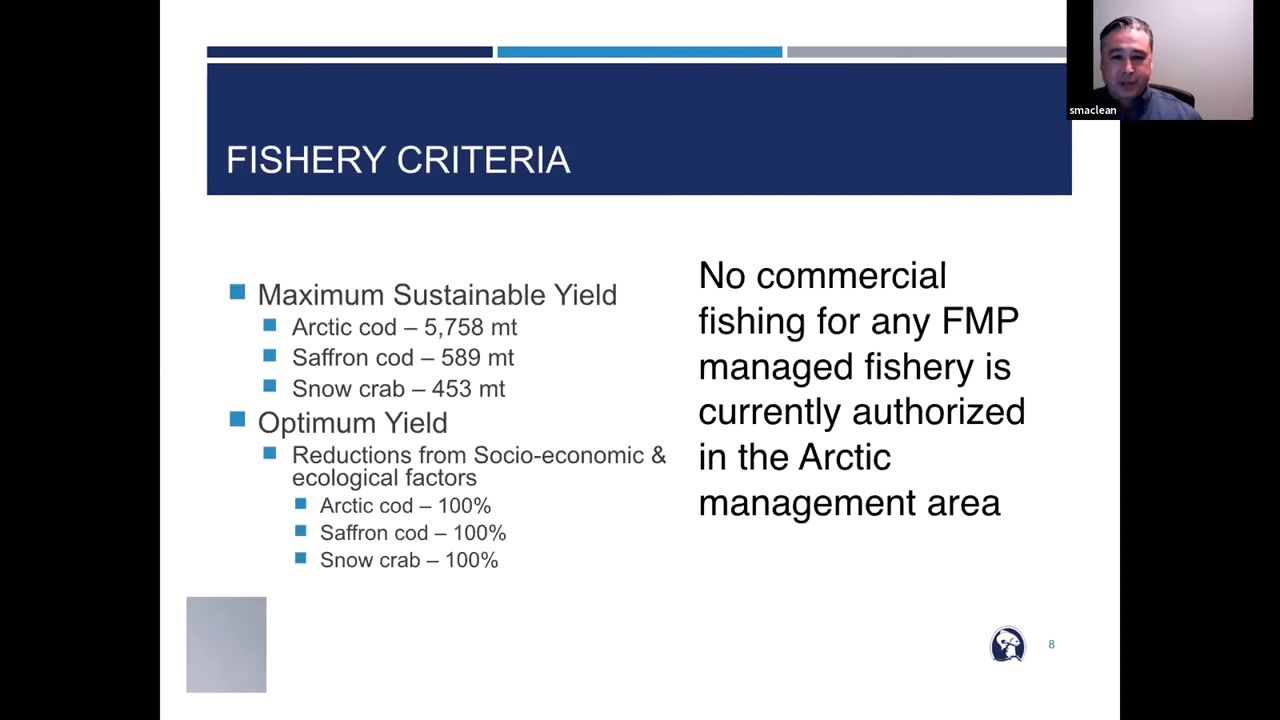 smaclean
FISHERY CRITERIA
Maximum Sustainable Yield
Arctic cod – 5,758 mt
Saffron cod – 589 mt
Snow crab – 453 mt
Optimum Yield
Reductions from Socio-economic &
ecological factors
Arctic cod – 100%
Saffron cod – 100%
Snow crab – 100%
No commercial
fishing for any FMP
managed fishery is
currently authorized
in the Arctic
management area
8